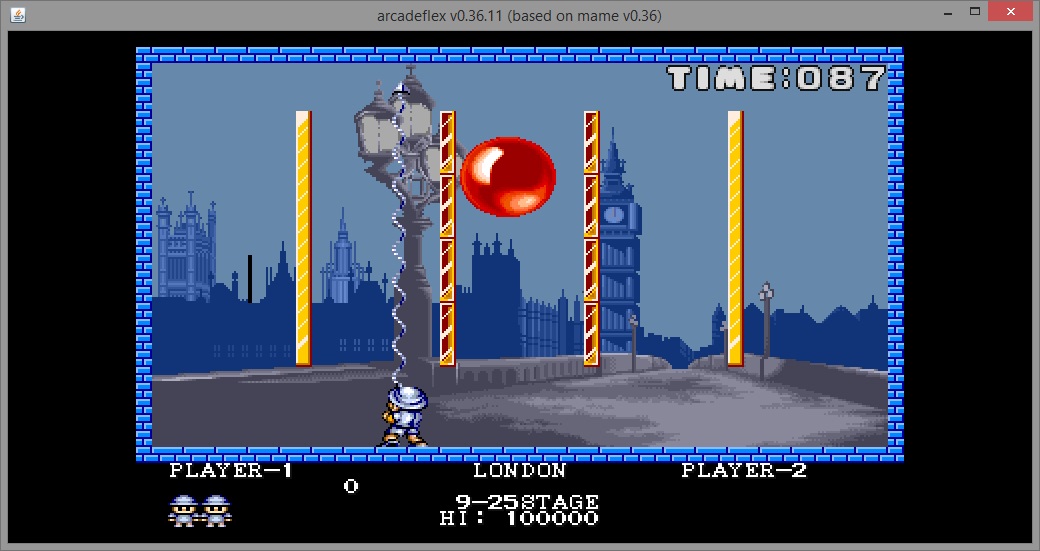 arcadeflex v0.36.11 (based on mame v0.36)
TIME:087
PLAYER-1 LONDON PLAYER-2
0
9-25STAGE
HI: 100000